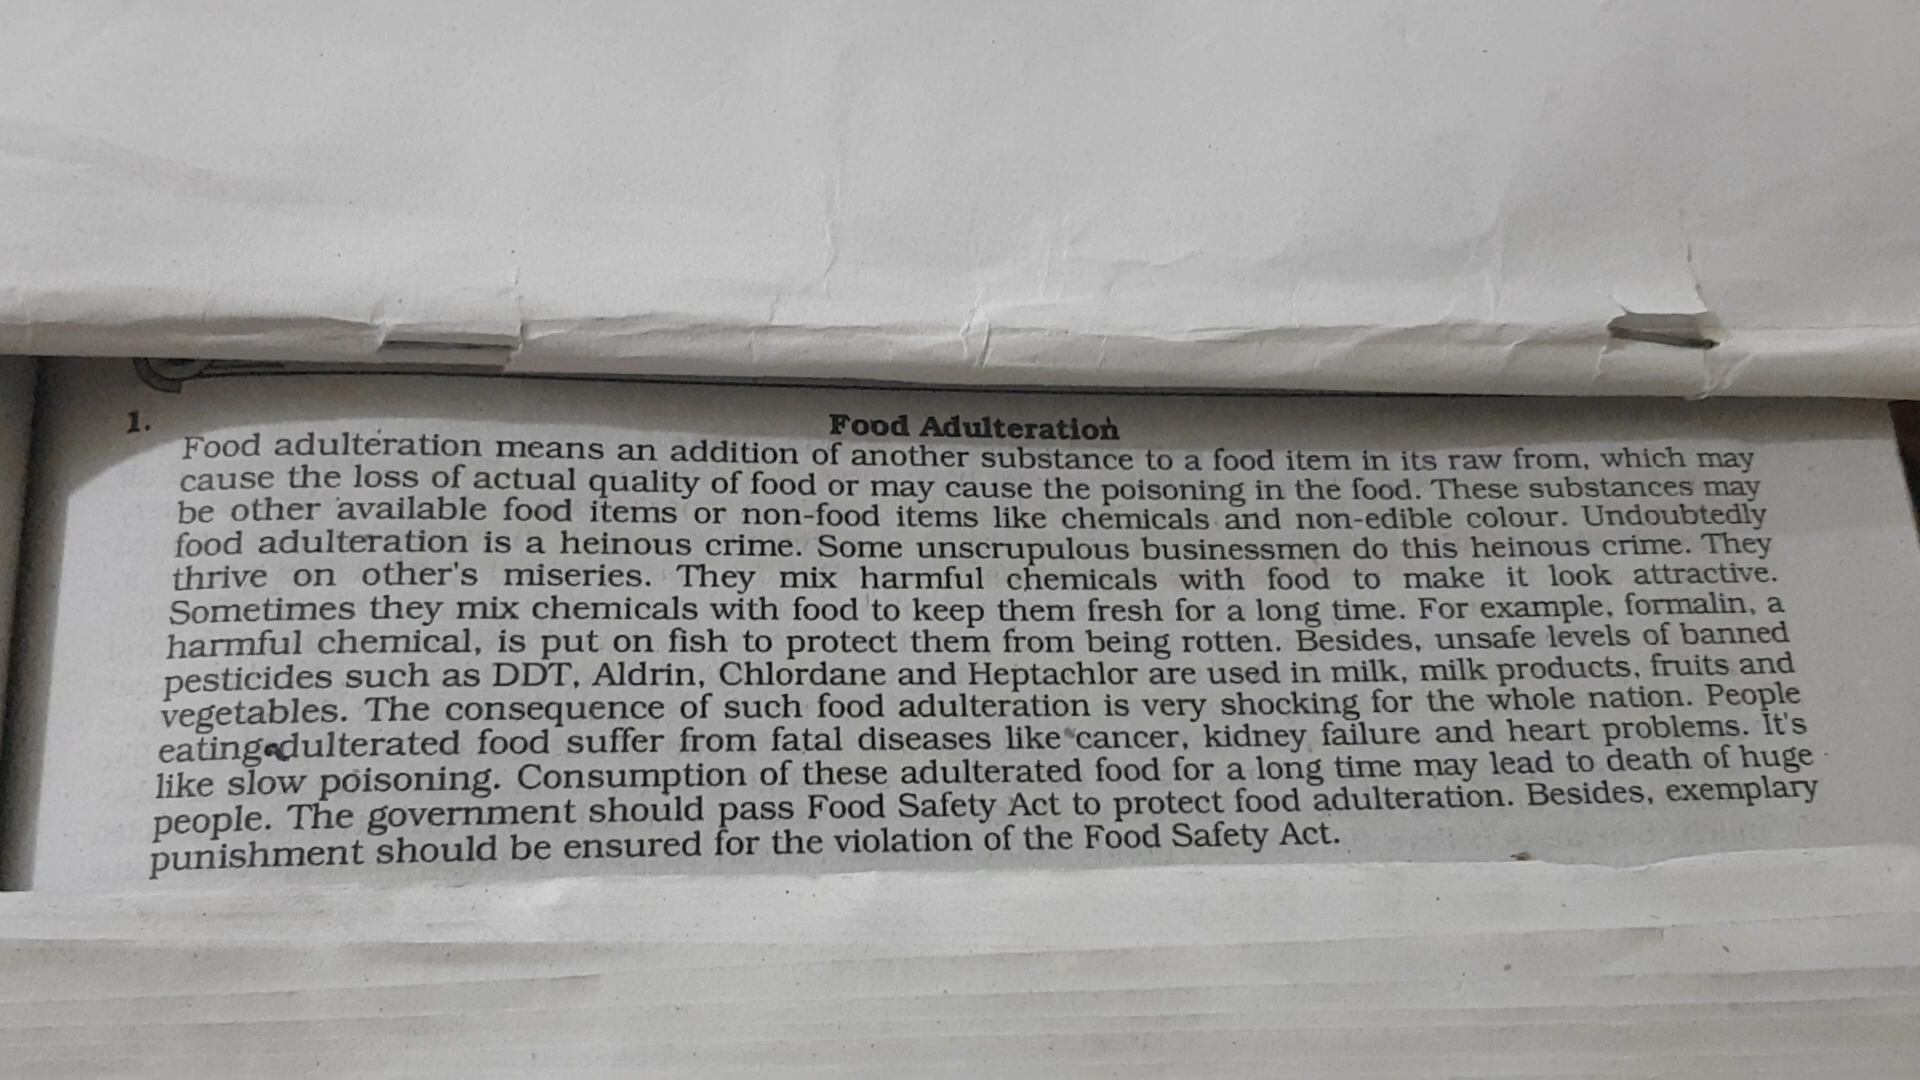 1.
Food Adulteration
Food adulteration means an addition of another substance to a food item in its raw from, which may
cause the loss of actual quality of food or may cause the poisoning in the food. These substances may
be other available food items or non-food items like chemicals and non-edible colour. Undoubtedly
food adulteration is a heinous crime. Some unscrupulous businessmen do this heinous crime. They
thrive on other's miseries. They mix harmful chemicals with food to make it look attractive.
Sometimes they mix chemicals with food to keep them fresh for a long time. For example, formalin, a
harmful chemical, is put on fish to protect them from being rotten. Besides, unsafe levels of banned
pesticides such as DDT, Aldrin, Chlordane and Heptachlor are used in milk, milk products, fruits and
vegetables. The consequence of such food adulteration is very shocking for the whole nation. People
eating adulterated food suffer from fatal diseases like cancer, kidney failure and heart problems. It's
like slow poisoning. Consumption of these adulterated food for a long time may lead to death of huge
people. The government should pass Food Safety Act to protect food adulteration. Besides, exemplary
punishment should be ensured for the violation of the Food Safety Act.